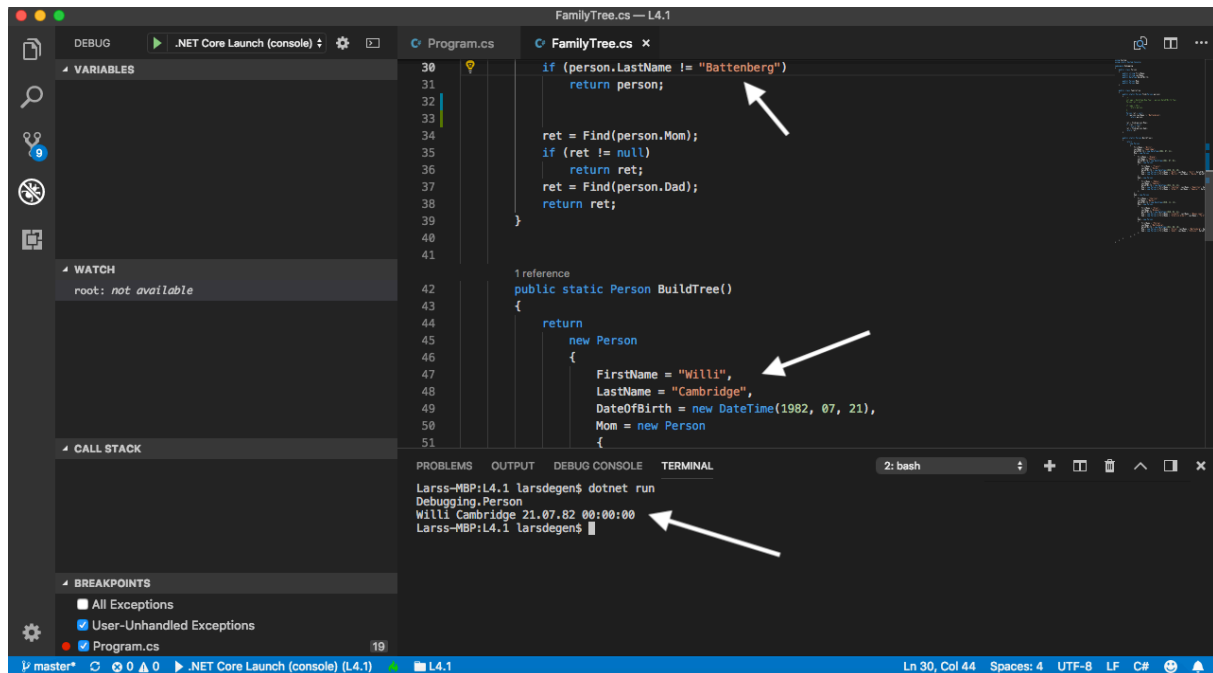 FamilyTree.cs — L4.1
DEBUG .NET Core Launch (console)
VARIABLES
WATCH
root: not available
CALL STACK
BREAKPOINTS
All Exceptions
User-Unhandled Exceptions
Program.cs 19
9
Program.cs FamilyTree.cs ×
30 if (person.LastName != "Battenberg")
31 return person;
32
33
34 ret = Find(person.Mom);
35 if (ret != null)
36 return ret;
37 ret = Find(person.Dad);
38 return ret;
39 }
40
41
1 reference
42 public static Person BuildTree()
43 {
44 return
45 new Person
46 {
47 FirstName = "Willi",
48 LastName = "Cambridge",
49 DateOfBirth = new DateTime(1982, 07, 21),
50 Mom = new Person
51 {
PROBLEMS OUTPUT DEBUG CONSOLE TERMINAL 2: bash
Larss-MBP:L4.1 larsdegen$ dotnet run
Debugging.Person
Willi Cambridge 21.07.82 00:00:00
Larss-MBP:L4.1 larsdegen$
master* 0 0 .NET Core Launch (console) (L4.1) L4.1 Ln 30, Col 44 Spaces: 4 UTF-8 LF C#